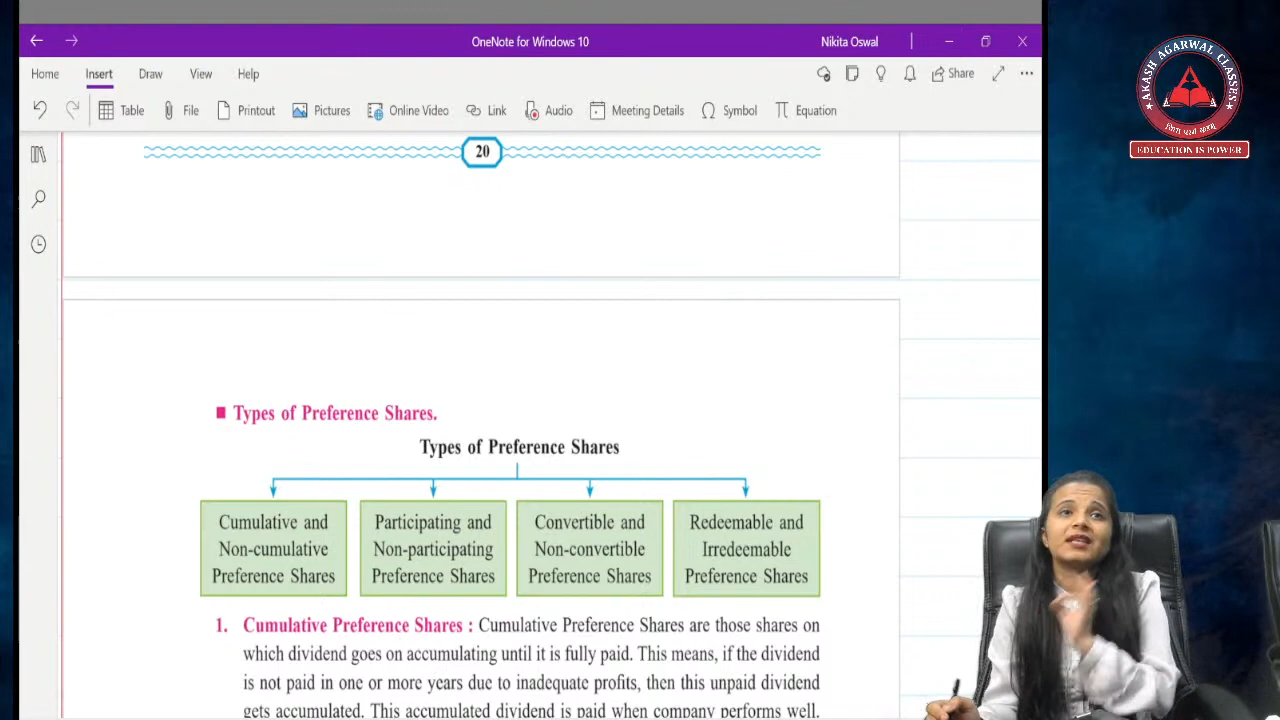 OneNote for Windows 10
Nikita Oswal
Home Insert Draw View Help
Share
Table File Printout Pictures Online Video Link Audio Meeting Details Symbol Equation
AKASH AGARWAL CLASSES
EDUCATION IS POWER
20
Types of Preference Shares.
Types of Preference Shares
Cumulative and
Non-cumulative
Preference Shares
Participating and
Non-participating
Preference Shares
Convertible and
Non-convertible
Preference Shares
Redeemable and
Irredeemable
Preference Shares
1. Cumulative Preference Shares : Cumulative Preference Shares are those shares on
which dividend goes on accumulating until it is fully paid. This means, if the dividend
is not paid in one or more years due to inadequate profits, then this unpaid dividend
gets accumulated. This accumulated dividend is paid when company performs well.